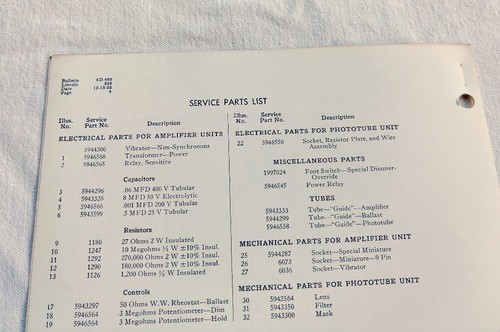 Bulletin 6D-668
Lincoln 859
Date 12-15-58
Page 4
SERVICE PARTS LIST
Illus. No. Service Part No. Description
ELECTRICAL PARTS FOR AMPLIFIER UNITS
5944300 Vibrator—Non-Synchronous
1 5946568 Transformer—Power
2 5946565 Relay, Sensitive
Capacitors
3 5944296 .06 MFD 400 V Tubular
4 5943328 8 MFD 50 V Electrolytic
5 5946566 .001 MFD 200 V Tubular
6 5943599 .5 MFD 25 V Tubular
Resistors
9 1180 27 Ohms 2 W Insulated
10 1247 10 Megohms ½ W ±10% Insul.
11 1292 270,000 Ohms 2 W ±10% Insul.
12 1290 180,000 Ohms 2 W ±10% Insul.
13 1126 1,200 Ohms ½ W Insulated
Controls
17 5943297 50 Ohms W.W. Rheostat—Ballast
18 5946564 3 Megohms Potentiometer—Dim
19 5946564 3 Megohms Potentiometer—Hold
Illus. No. Service Part No. Description
ELECTRICAL PARTS FOR PHOTOTUBE UNIT
22 5946556 Socket, Resistor Plate, and Wire
Assembly
MISCELLANEOUS PARTS
1997024 Foot Switch—Special Dimmer-
Override
5946545 Power Relay
TUBES
5943333 Tube—"Guide"—Amplifier
5944299 Tube—"Guide"—Ballast
5946558 Tube—"Guide"—Phototube
MECHANICAL PARTS FOR AMPLIFIER UNIT
25 5944287 Socket—Special Miniature
26 6073 Socket—Miniature—9 Pin
27 6036 Socket—Vibrator
MECHANICAL PARTS FOR PHOTOTUBE UNIT
30 5942564 Lens
31 5943350 Filter
32 5943300 Mask